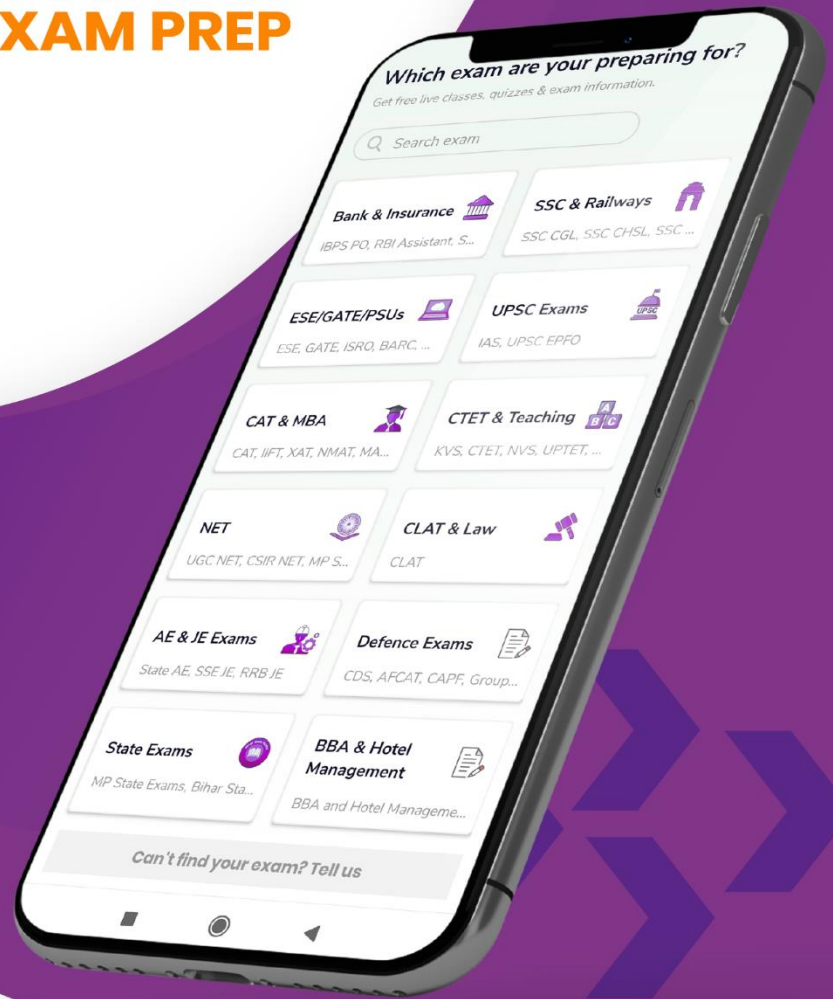 XAM PREP
Which exam are your preparing for?
Get free live classes, quizzes & exam information.
Search exam
Bank & Insurance
IBPS PO, RBI Assistant, S...
SSC & Railways
SSC CGL, SSC CHSL, SSC ...
ESE/GATE/PSUs
ESE, GATE, ISRO, BARC, ...
UPSC Exams
UPSC
IAS, UPSC EPFO
CAT & MBA
CAT, IIFT, XAT, NMAT, MA...
CTET & Teaching
A
B C
KVS, CTET, NVS, UPTET, ...
NET
UGC NET, CSIR NET, MP S...
CLAT & Law
CLAT
AE & JE Exams
State AE, SSE JE, RRB JE
Defence Exams
CDS, AFCAT, CAPF, Group...
State Exams
MP State Exams, Bihar Sta...
BBA & Hotel
Management
BBA and Hotel Manageme...
Can't find your exam? Tell us